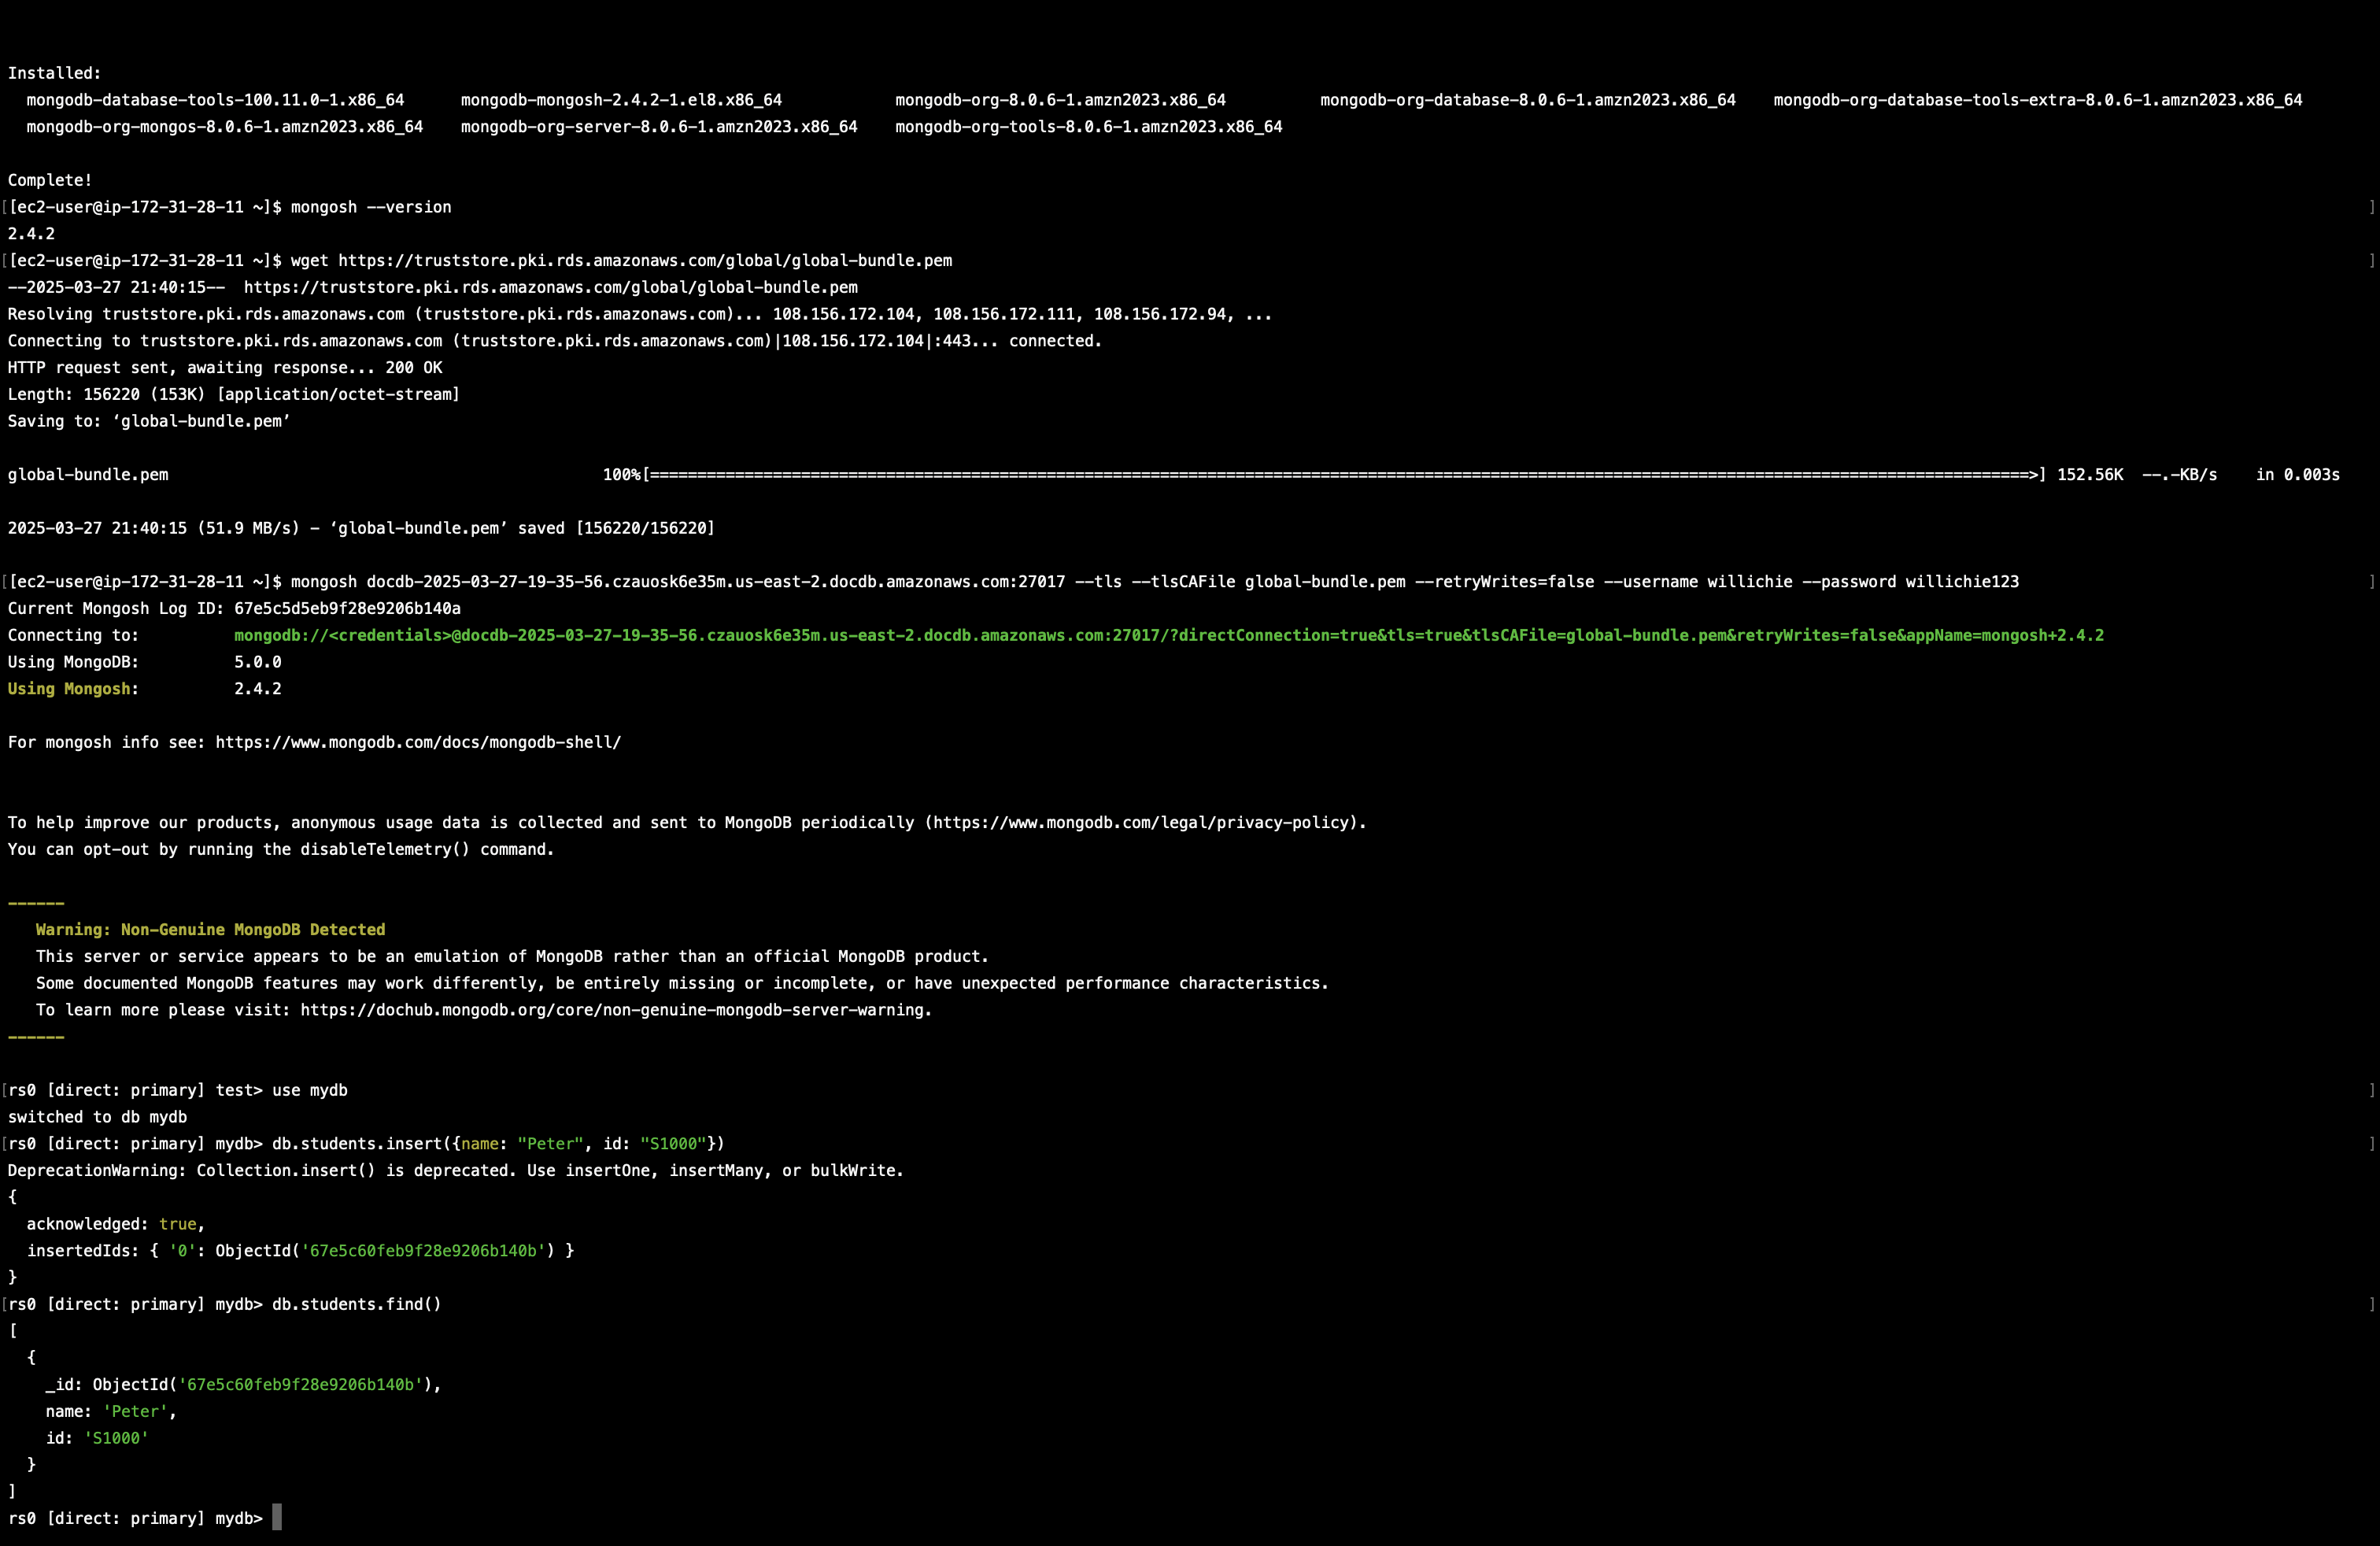 Installed:
  mongodb-database-tools-100.11.0-1.x86_64      mongodb-mongosh-2.4.2-1.el8.x86_64            mongodb-org-8.0.6-1.amzn2023.x86_64          mongodb-org-database-8.0.6-1.amzn2023.x86_64    mongodb-org-database-tools-extra-8.0.6-1.amzn2023.x86_64
  mongodb-org-mongos-8.0.6-1.amzn2023.x86_64    mongodb-org-server-8.0.6-1.amzn2023.x86_64    mongodb-org-tools-8.0.6-1.amzn2023.x86_64
Complete!
[[ec2-user@ip-172-31-28-11 ~]$ mongosh --version ]
2.4.2
[[ec2-user@ip-172-31-28-11 ~]$ wget https://truststore.pki.rds.amazonaws.com/global/global-bundle.pem ]
--2025-03-27 21:40:15--  https://truststore.pki.rds.amazonaws.com/global/global-bundle.pem
Resolving truststore.pki.rds.amazonaws.com (truststore.pki.rds.amazonaws.com)... 108.156.172.104, 108.156.172.111, 108.156.172.94, ...
Connecting to truststore.pki.rds.amazonaws.com (truststore.pki.rds.amazonaws.com)|108.156.172.104|:443... connected.
HTTP request sent, awaiting response... 200 OK
Length: 156220 (153K) [application/octet-stream]
Saving to: ‘global-bundle.pem’
global-bundle.pem 100%[==================================================>] 152.56K  --.-KB/s    in 0.003s
2025-03-27 21:40:15 (51.9 MB/s) - ‘global-bundle.pem’ saved [156220/156220]
[[ec2-user@ip-172-31-28-11 ~]$ mongosh docdb-2025-03-27-19-35-56.czauosk6e35m.us-east-2.docdb.amazonaws.com:27017 --tls --tlsCAFile global-bundle.pem --retryWrites=false --username willichie --password willichie123 ]
Current Mongosh Log ID: 67e5c5d5eb9f28e9206b140a
Connecting to:          mongodb://<credentials>@docdb-2025-03-27-19-35-56.czauosk6e35m.us-east-2.docdb.amazonaws.com:27017/?directConnection=true&tls=true&tlsCAFile=global-bundle.pem&retryWrites=false&appName=mongosh+2.4.2
Using MongoDB:          5.0.0
Using Mongosh:          2.4.2
For mongosh info see: https://www.mongodb.com/docs/mongodb-shell/
To help improve our products, anonymous usage data is collected and sent to MongoDB periodically (https://www.mongodb.com/legal/privacy-policy).
You can opt-out by running the disableTelemetry() command.
------
   Warning: Non-Genuine MongoDB Detected
   This server or service appears to be an emulation of MongoDB rather than an official MongoDB product.
   Some documented MongoDB features may work differently, be entirely missing or incomplete, or have unexpected performance characteristics.
   To learn more please visit: https://dochub.mongodb.org/core/non-genuine-mongodb-server-warning.
------
[rs0 [direct: primary] test> use mydb ]
switched to db mydb
[rs0 [direct: primary] mydb> db.students.insert({name: "Peter", id: "S1000"}) ]
DeprecationWarning: Collection.insert() is deprecated. Use insertOne, insertMany, or bulkWrite.
{
  acknowledged: true,
  insertedIds: { '0': ObjectId('67e5c60feb9f28e9206b140b') }
}
[rs0 [direct: primary] mydb> db.students.find() ]
[
  {
    _id: ObjectId('67e5c60feb9f28e9206b140b'),
    name: 'Peter',
    id: 'S1000'
  }
]
rs0 [direct: primary] mydb>